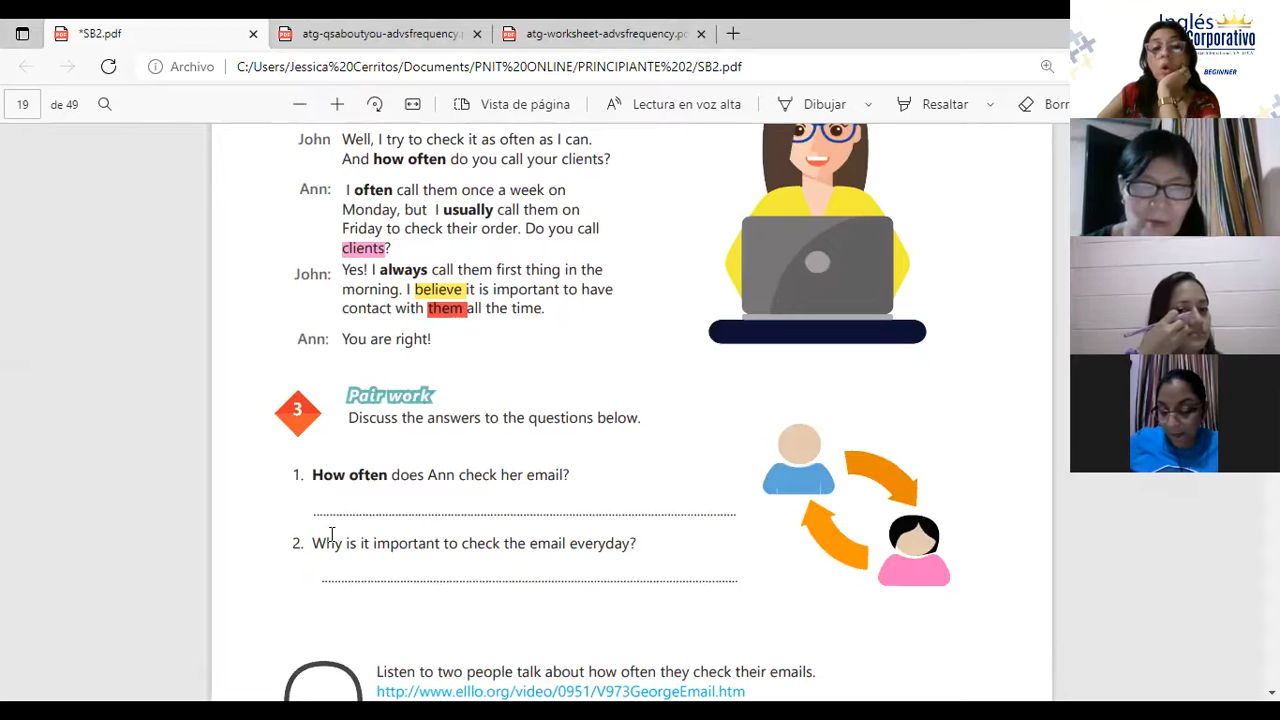 *SB2.pdf
atg-qsaboutyou-advsfrequency.
atg-worksheet-advsfrequency.pc
Archivo
C:/Users/Jessica%20Cerritos/Documents/PNP%20ONLINE/PRINCIPIANTE%202/SB2.pdf
19 de 49
Vista de página
Lectura en voz alta
Dibujar
Resaltar
Borr
Inglés
Corporativo
BEGINNER
John Well, I try to check it as often as I can.
And how often do you call your clients?
Ann: I often call them once a week on
Monday, but I usually call them on
Friday to check their order. Do you call
clients?
John: Yes! I always call them first thing in the
morning. I believe it is important to have
contact with them all the time.
Ann: You are right!
3 Pair work
Discuss the answers to the questions below.
1. How often does Ann check her email?
2. Why is it important to check the email everyday?
Listen to two people talk about how often they check their emails.
http://www.elllo.org/video/0951/V973GeorgeEmail.htm